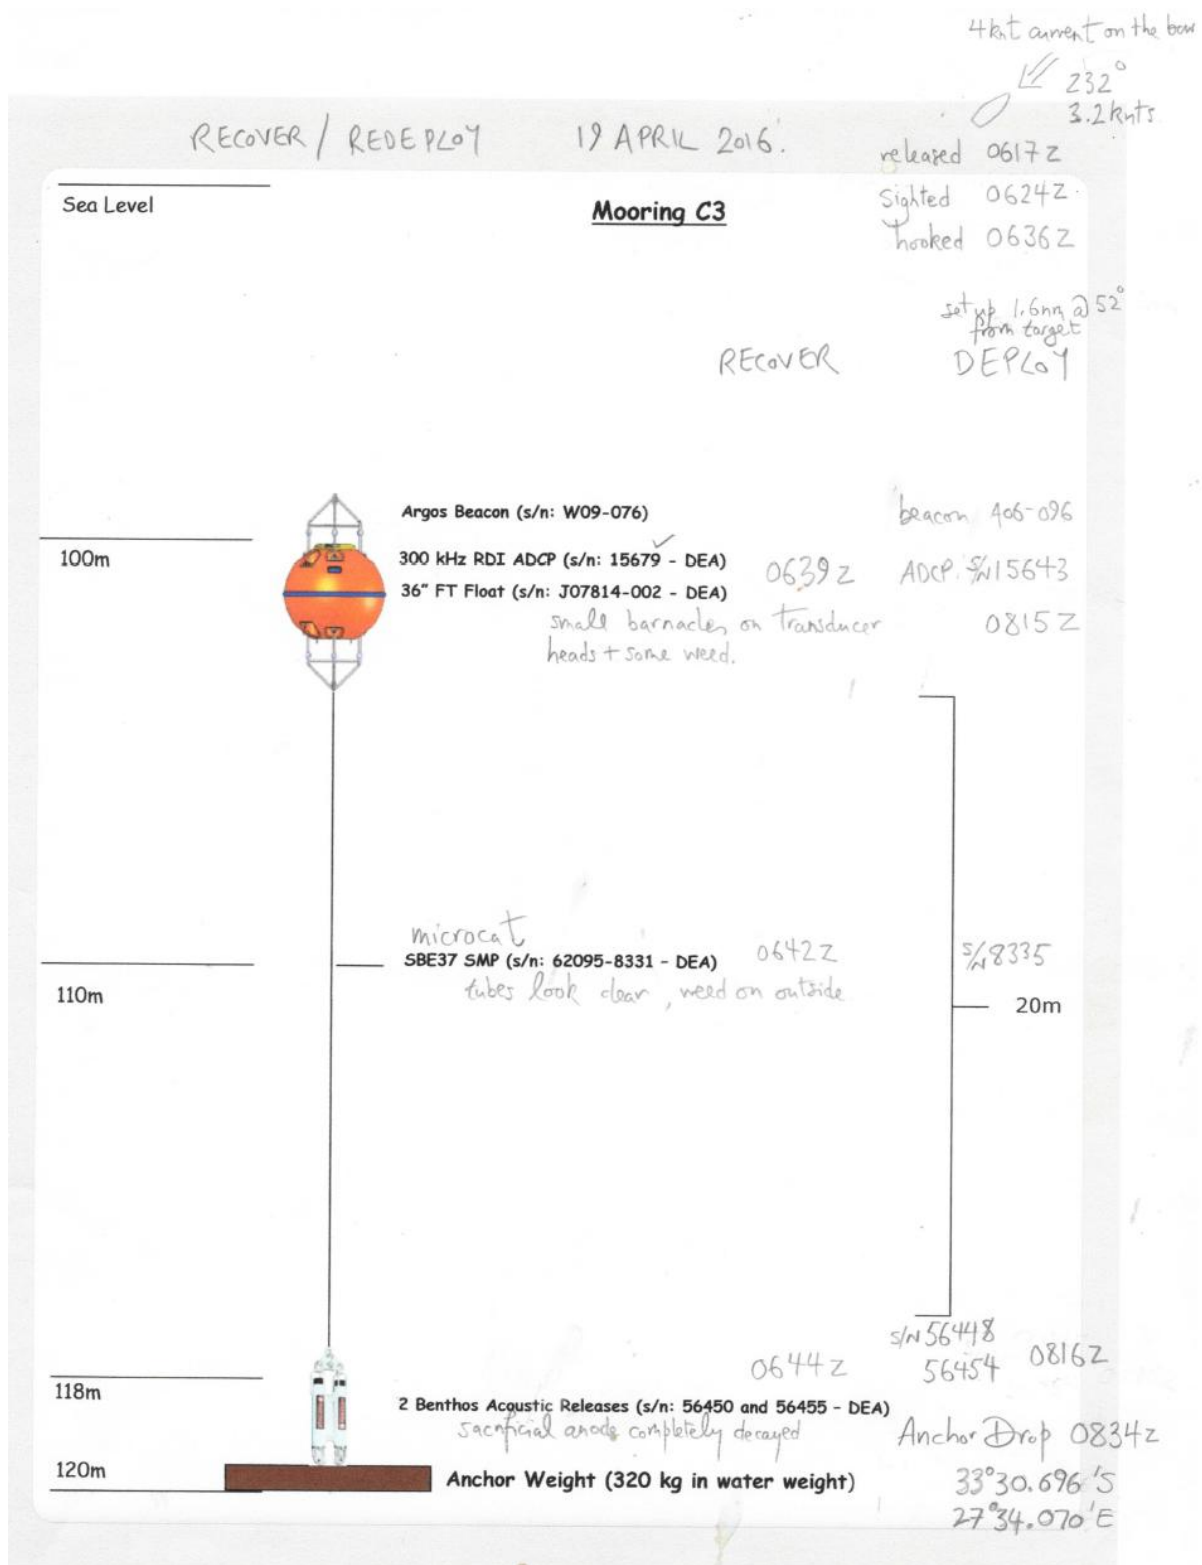 4knt current on the bow
232°
3.2knts
RECOVER / REDEPLOY 19 APRIL 2016.
released 0617Z
Sea Level
Mooring C3
Sighted 0624Z
hooked 0636Z
set up 1.6nm @ 52°
from target
RECOVER DEPLOY
Argos Beacon (s/n: W09-076) beacon 406-096
100m
300 kHz RDI ADCP (s/n: 15679 - DEA) 0639Z ADCP. S/N 15643
36” FT Float (s/n: J07814-002 - DEA)
small barnacles on transducer 0815Z
heads + some weed.
microcat
SBE37 SMP (s/n: 62095-8331 - DEA) 0642Z S/N 8335
tubes look clear, weed on outside
110m
20m
S/N 56448
0644Z 56454 0816Z
118m
2 Benthos Acoustic Releases (s/n: 56450 and 56455 - DEA)
sacrificial anode completely decayed Anchor Drop 0834Z
120m
Anchor Weight (320 kg in water weight) 33°30.696'S
27°34.070'E